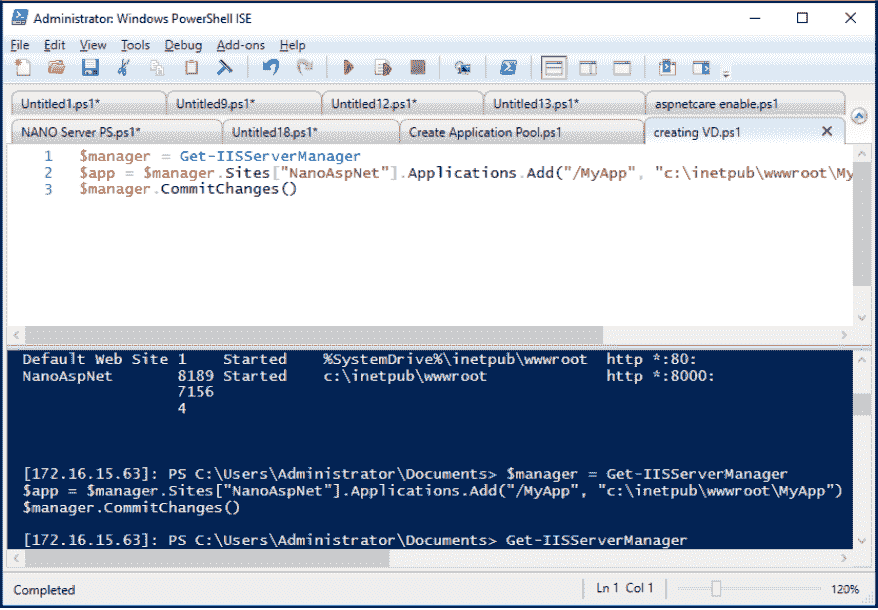 Administrator: Windows PowerShell ISE
File Edit View Tools Debug Add-ons Help
Untitled1.ps1* Untitled9.ps1* Untitled12.ps1* Untitled13.ps1* aspnetcare enable.ps1
NANO Server PS.ps1* Untitled18.ps1* Create Application Pool.ps1 creating VD.ps1
1 $manager = Get-IISServerManager
2 $app = $manager.Sites["NanoAspNet"].Applications.Add("/MyApp", "c:\inetpub\wwwroot\My
3 $manager.CommitChanges()
Default Web Site 1 Started %SystemDrive%\inetpub\wwwroot http *:80:
NanoAspNet 8189 Started c:\inetpub\wwwroot http *:8000:
7156
4
[172.16.15.63]: PS C:\Users\Administrator\Documents> $manager = Get-IISServerManager
$app = $manager.Sites["NanoAspNet"].Applications.Add("/MyApp", "c:\inetpub\wwwroot\MyApp")
$manager.CommitChanges()
[172.16.15.63]: PS C:\Users\Administrator\Documents> Get-IISServerManager
Completed Ln 1 Col 1 120%